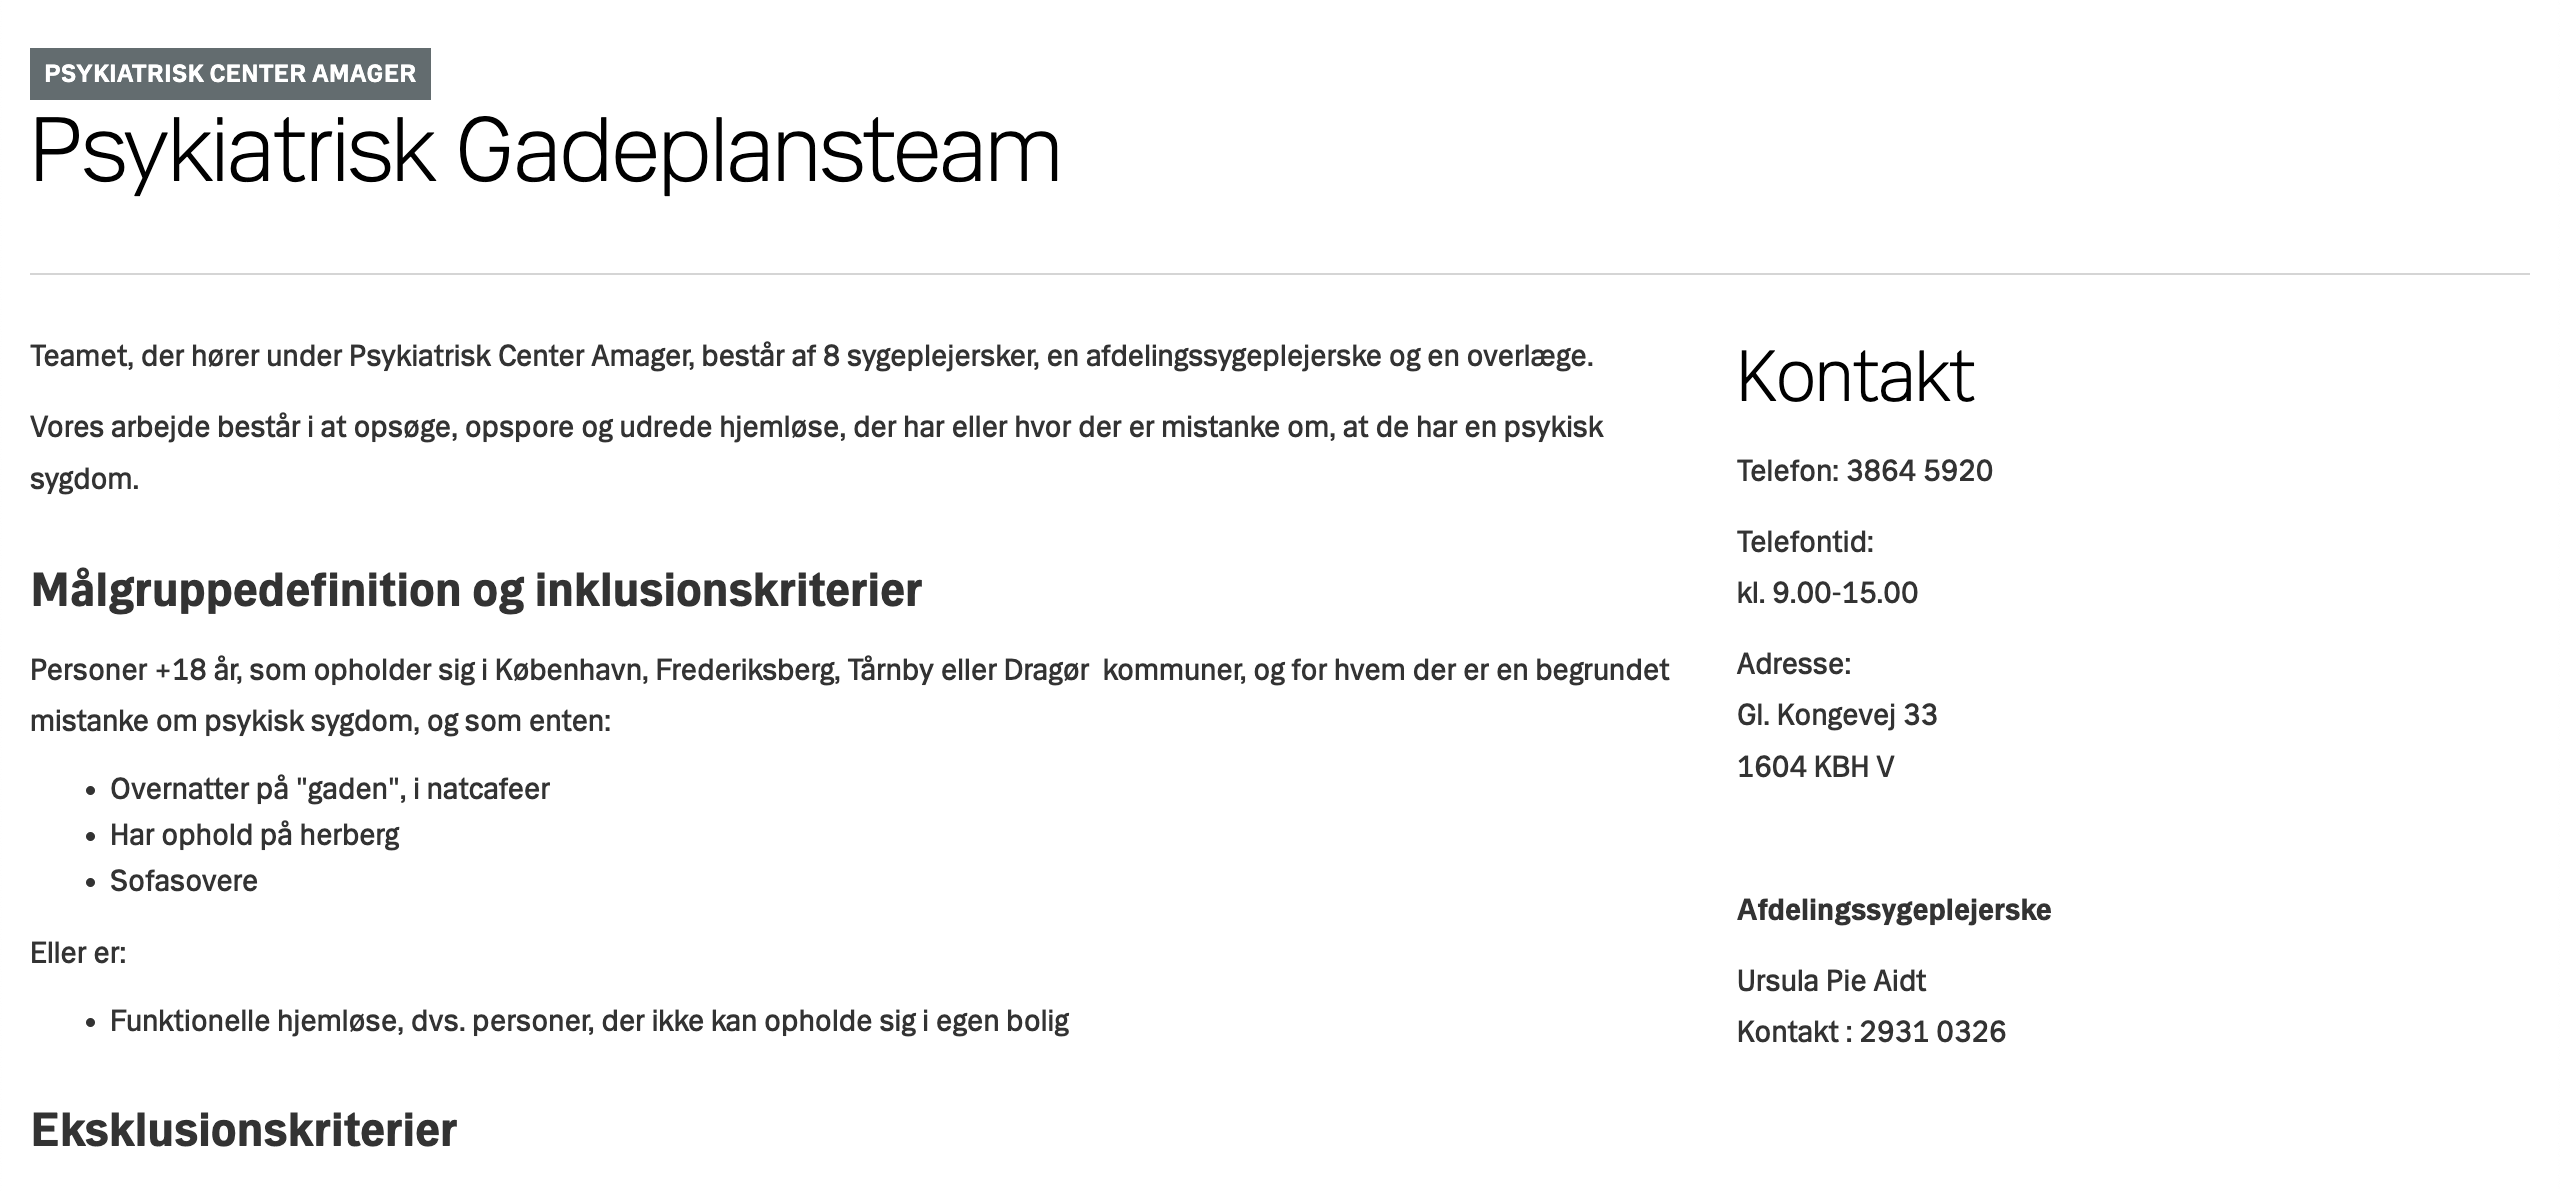 PSYKIATRISK CENTER AMAGER
Psykiatrisk Gadeplansteam
Teamet, der hører under Psykiatrisk Center Amager, består af 8 sygeplejersker, en afdelingssygeplejerske og en overlæge.
Vores arbejde består i at opsøge, opspore og udrede hjemløse, der har eller hvor der er mistanke om, at de har en psykisk
sygdom.
Målgruppedefinition og inklusionskriterier
Personer +18 år, som opholder sig i København, Frederiksberg, Tårnby eller Dragør  kommuner, og for hvem der er en begrundet
mistanke om psykisk sygdom, og som enten:
• Overnatter på "gaden", i natcafeer
• Har ophold på herberg
• Sofasovere
Eller er:
• Funktionelle hjemløse, dvs. personer, der ikke kan opholde sig i egen bolig
Eksklusionskriterier
Kontakt
Telefon: 3864 5920
Telefontid:
kl. 9.00-15.00
Adresse:
Gl. Kongevej 33
1604 KBH V
Afdelingssygeplejerske
Ursula Pie Aidt
Kontakt : 2931 0326